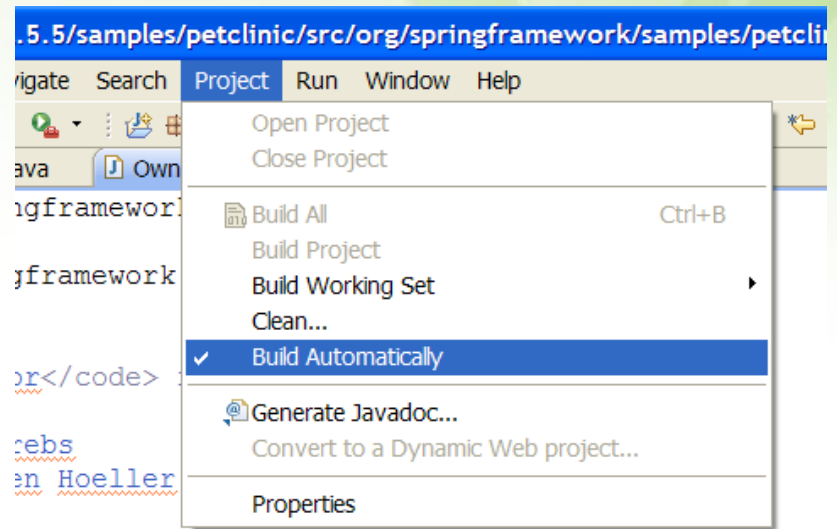 .5.5/samples/petclinic/src/org/springframework/samples/petcli
vigate Search Project Run Window Help
ava Own
Open Project
Close Project
ngframewor
Build All Ctrl+B
Build Project
gframework
Build Working Set
Clean...
Build Automatically
or</code>
Generate Javadoc...
rebs
Convert to a Dynamic Web project...
en Hoeller
Properties